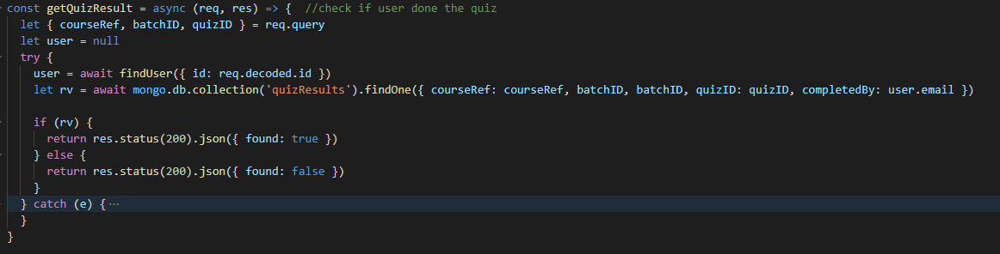 const getQuizResult = async (req, res) => {  //check if user done the quiz
  let { courseRef, batchID, quizID } = req.query
  let user = null
  try {
    user = await findUser({ id: req.decoded.id })
    let rv = await mongo.db.collection('quizResults').findOne({ courseRef: courseRef, batchID, batchID, quizID: quizID, completedBy: user.email })
    if (rv) {
      return res.status(200).json({ found: true })
    } else {
      return res.status(200).json({ found: false })
    }
  } catch (e) {⋯
  }
}